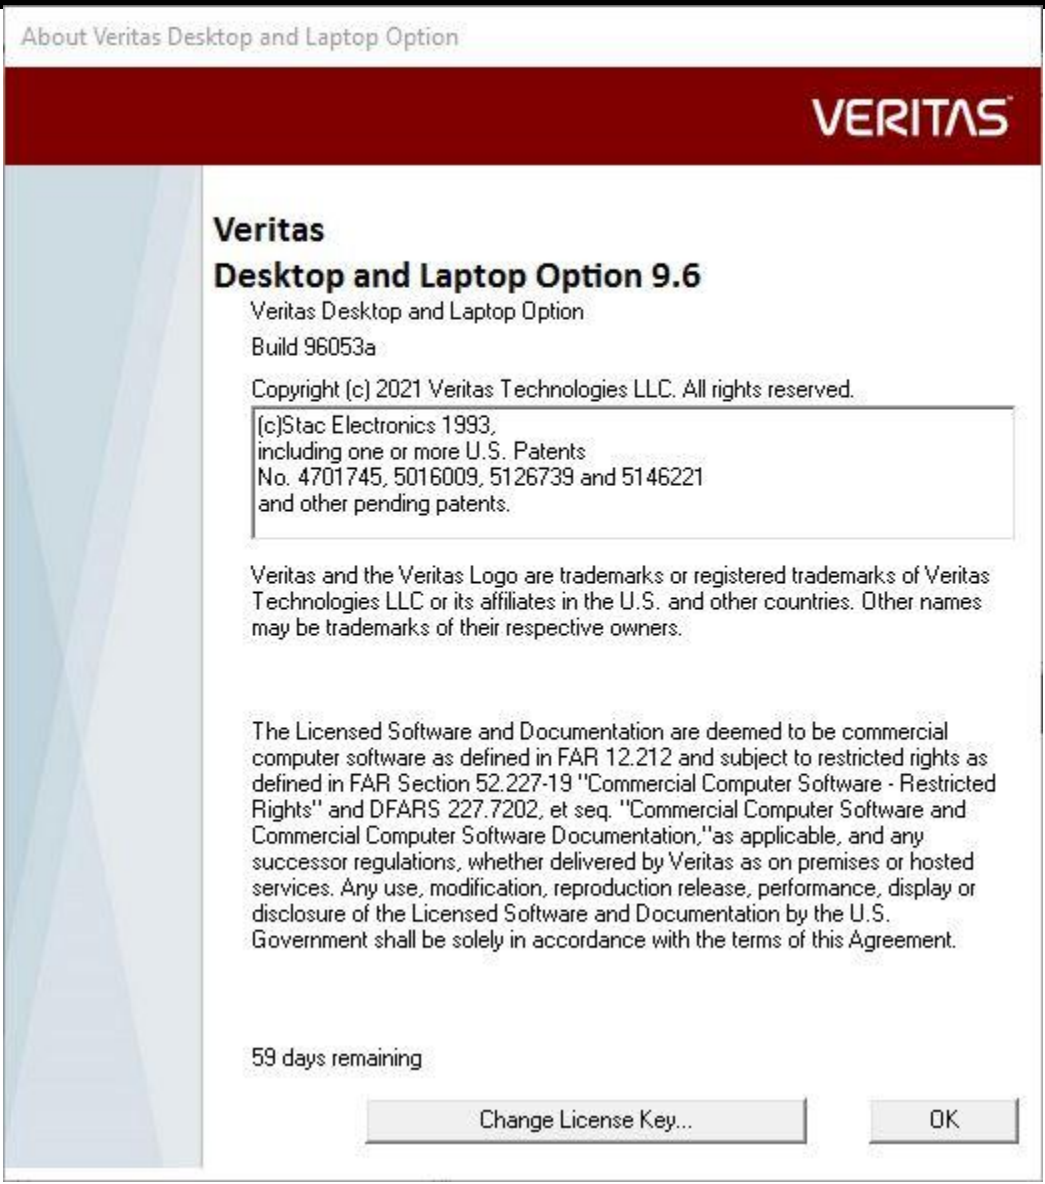 About Veritas Desktop and Laptop Option
VERITAS
Veritas
Desktop and Laptop Option 9.6
Veritas Desktop and Laptop Option
Build 96053a
Copyright (c) 2021 Veritas Technologies LLC. All rights reserved.
(c)Stac Electronics 1993,
including one or more U.S. Patents
No. 4701745, 5016009, 5126739 and 5146221
and other pending patents.
Veritas and the Veritas Logo are trademarks or registered trademarks of Veritas
Technologies LLC or its affiliates in the U.S. and other countries. Other names
may be trademarks of their respective owners.
The Licensed Software and Documentation are deemed to be commercial
computer software as defined in FAR 12.212 and subject to restricted rights as
defined in FAR Section 52.227-19 "Commercial Computer Software - Restricted
Rights" and DFARS 227.7202, et seq. "Commercial Computer Software and
Commercial Computer Software Documentation,"as applicable, and any
successor regulations, whether delivered by Veritas as on premises or hosted
services. Any use, modification, reproduction release, performance, display or
disclosure of the Licensed Software and Documentation by the U.S.
Government shall be solely in accordance with the terms of this Agreement.
59 days remaining
Change License Key...
OK